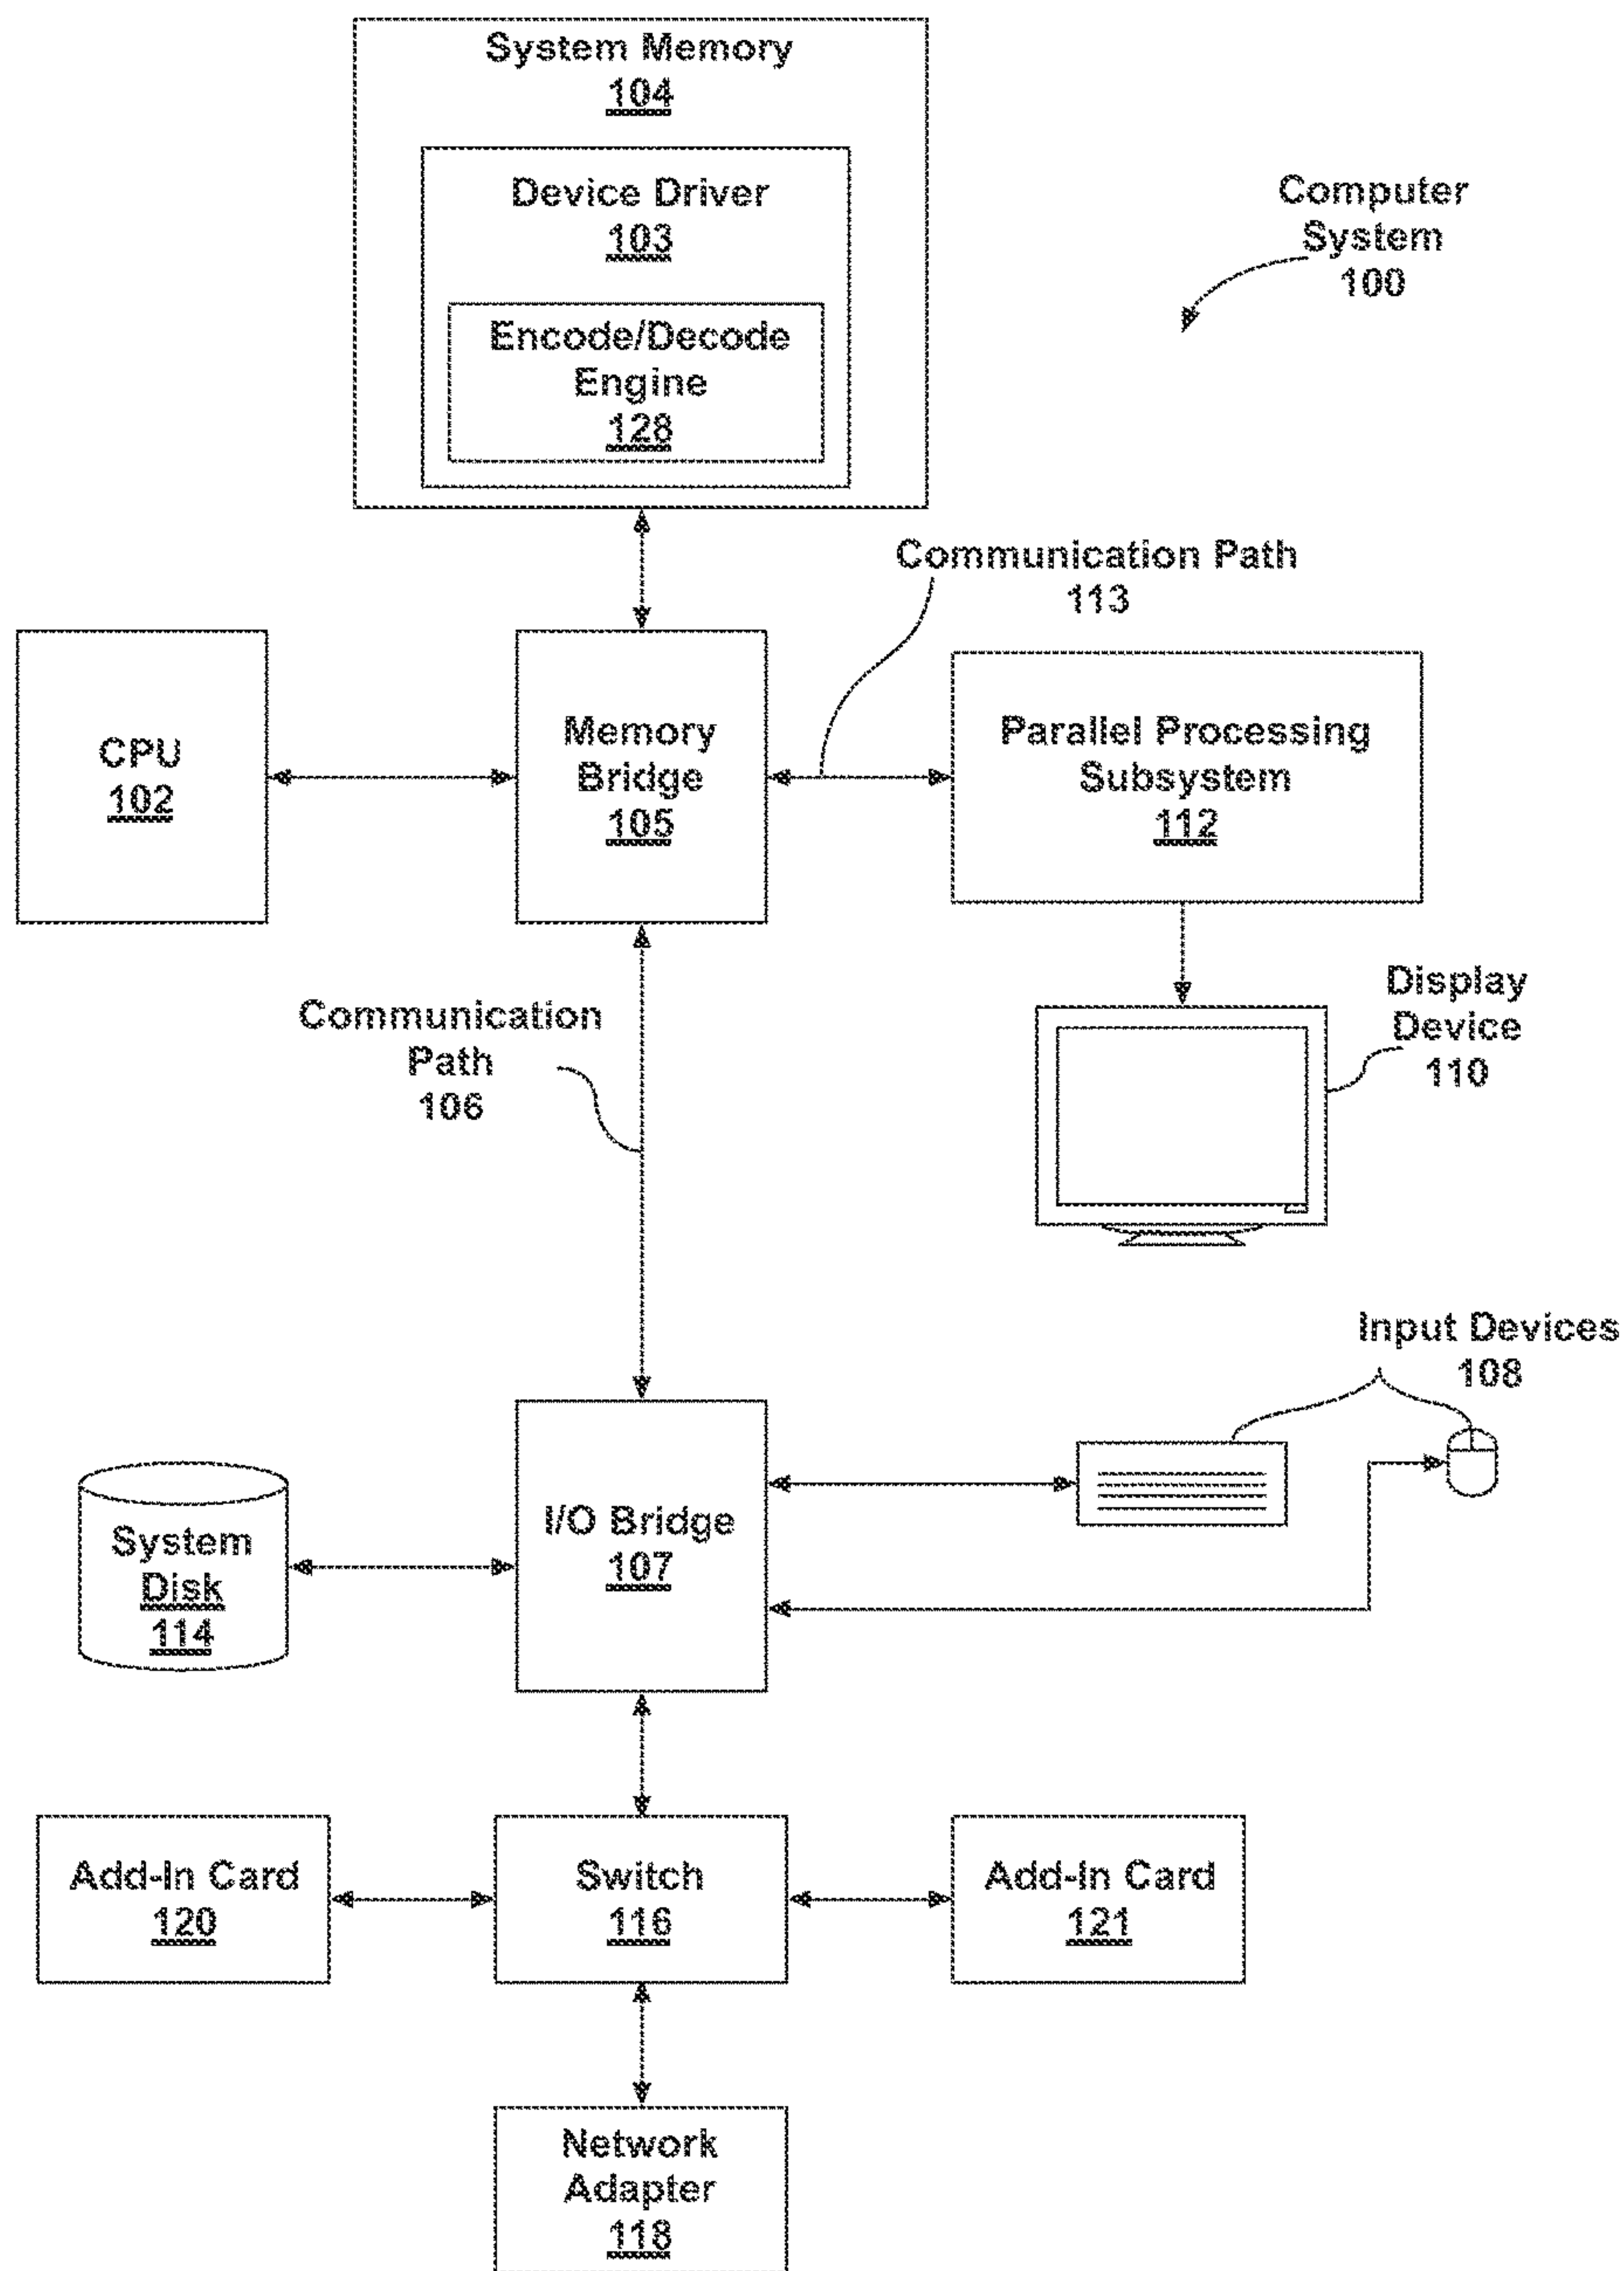 System Memory
104
Device Driver
103
Encode/Decode
Engine
128
Computer
System
100
Communication Path
113
CPU
102
Memory
Bridge
105
Parallel Processing
Subsystem
112
Communication
Path
106
Display
Device
110
Input Devices
108
I/O Bridge
107
System
Disk
114
Add-In Card
120
Switch
116
Add-In Card
121
Network
Adapter
118